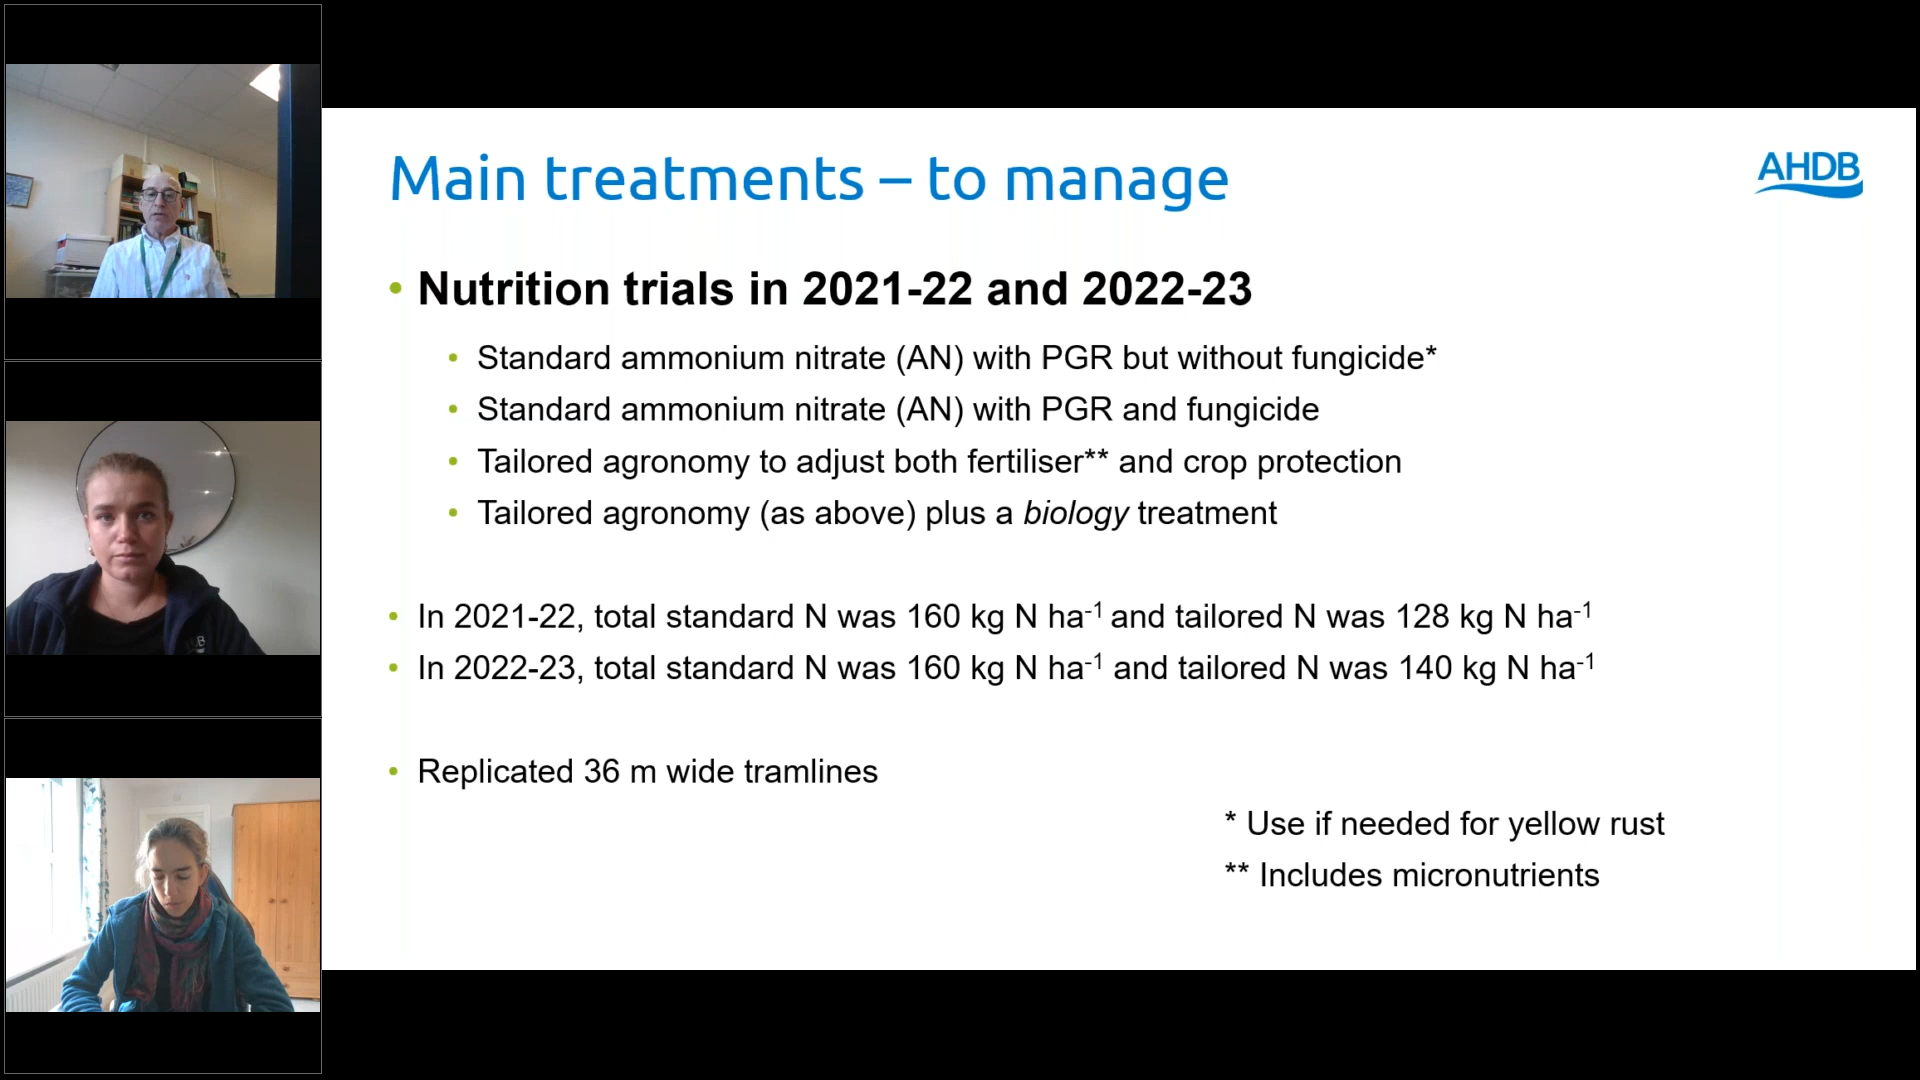 Main treatments – to manage
AHDB
• Nutrition trials in 2021-22 and 2022-23
• Standard ammonium nitrate (AN) with PGR but without fungicide*
• Standard ammonium nitrate (AN) with PGR and fungicide
• Tailored agronomy to adjust both fertiliser** and crop protection
• Tailored agronomy (as above) plus a biology treatment
• In 2021-22, total standard N was 160 kg N ha⁻¹ and tailored N was 128 kg N ha⁻¹
• In 2022-23, total standard N was 160 kg N ha⁻¹ and tailored N was 140 kg N ha⁻¹
• Replicated 36 m wide tramlines
* Use if needed for yellow rust
** Includes micronutrients